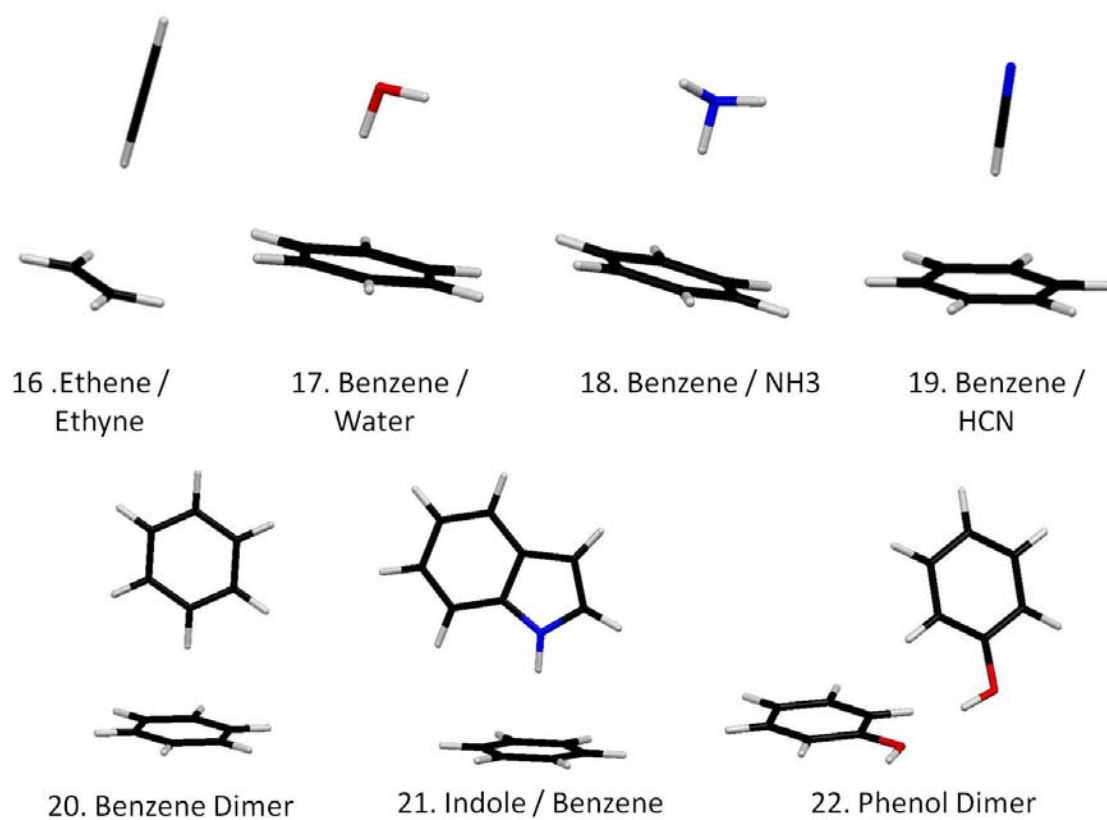 16 .Ethene /
Ethyne
17. Benzene /
Water
18. Benzene / NH3
19. Benzene /
HCN
20. Benzene Dimer
21. Indole / Benzene
22. Phenol Dimer